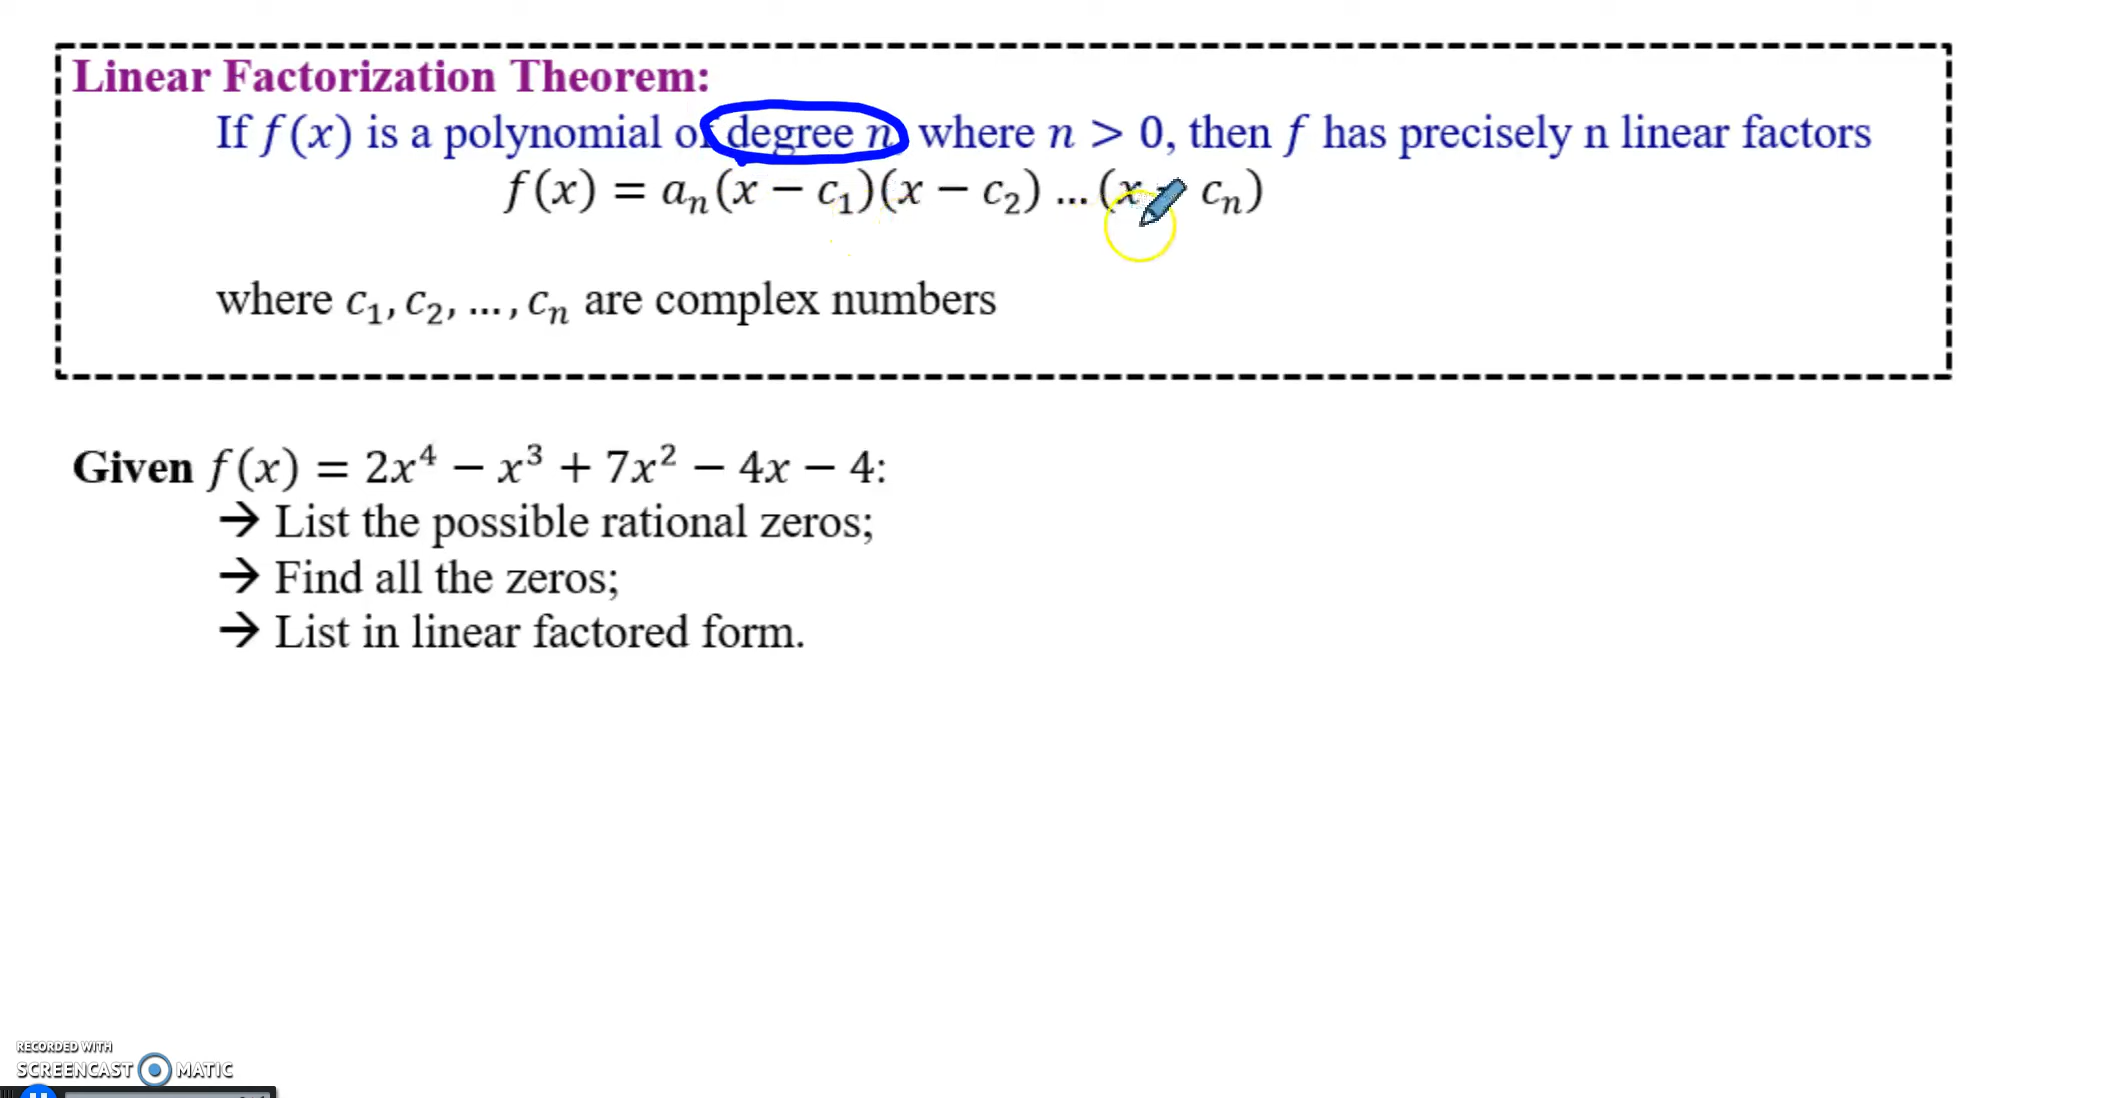 Linear Factorization Theorem:
If f(x) is a polynomial of degree n, where n > 0, then f has precisely n linear factors
f(x) = aₙ(x − c₁)(x − c₂) ... (x − cₙ)
where c₁, c₂, ... , cₙ are complex numbers
Given f(x) = 2x⁴ − x³ + 7x² − 4x − 4:
→ List the possible rational zeros;
→ Find all the zeros;
→ List in linear factored form.
RECORDED WITH
SCREENCAST MATIC